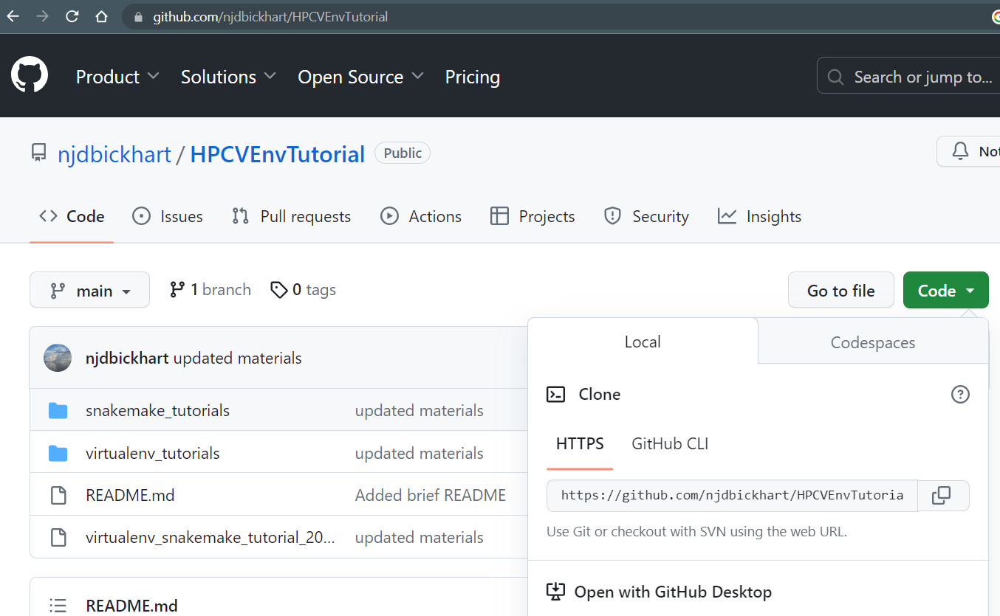 github.com/njdbickhart/HPCVEnvTutorial
Product Solutions Open Source Pricing Search or jump to...
njdbickhart / HPCVEnvTutorial Public Not
Code Issues Pull requests Actions Projects Security Insights
main 1 branch 0 tags Go to file Code
Local Codespaces
njdbickhart updated materials
Clone
snakemake_tutorials updated materials
HTTPS GitHub CLI
virtualenv_tutorials updated materials
README.md Added brief README https://github.com/njdbickhart/HPCVEnvTutoria
virtualenv_snakemake_tutorial_20... updated materials Use Git or checkout with SVN using the web URL.
Open with GitHub Desktop
README.md